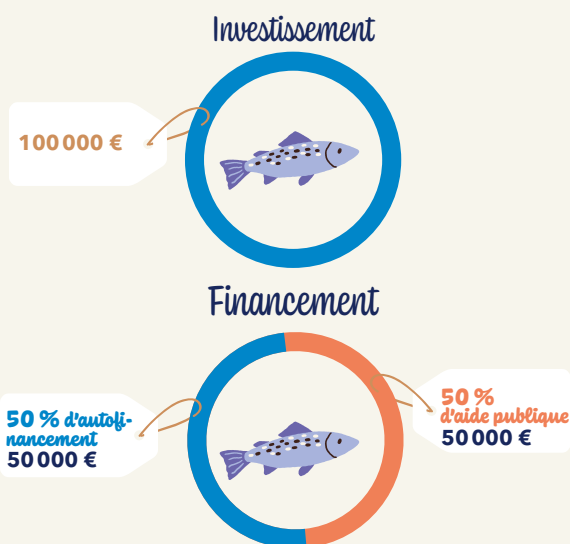 Investissement
100 000 €
Financement
50 % d'autofi-
nancement
50 000 €
50 %
d'aide publique
50 000 €